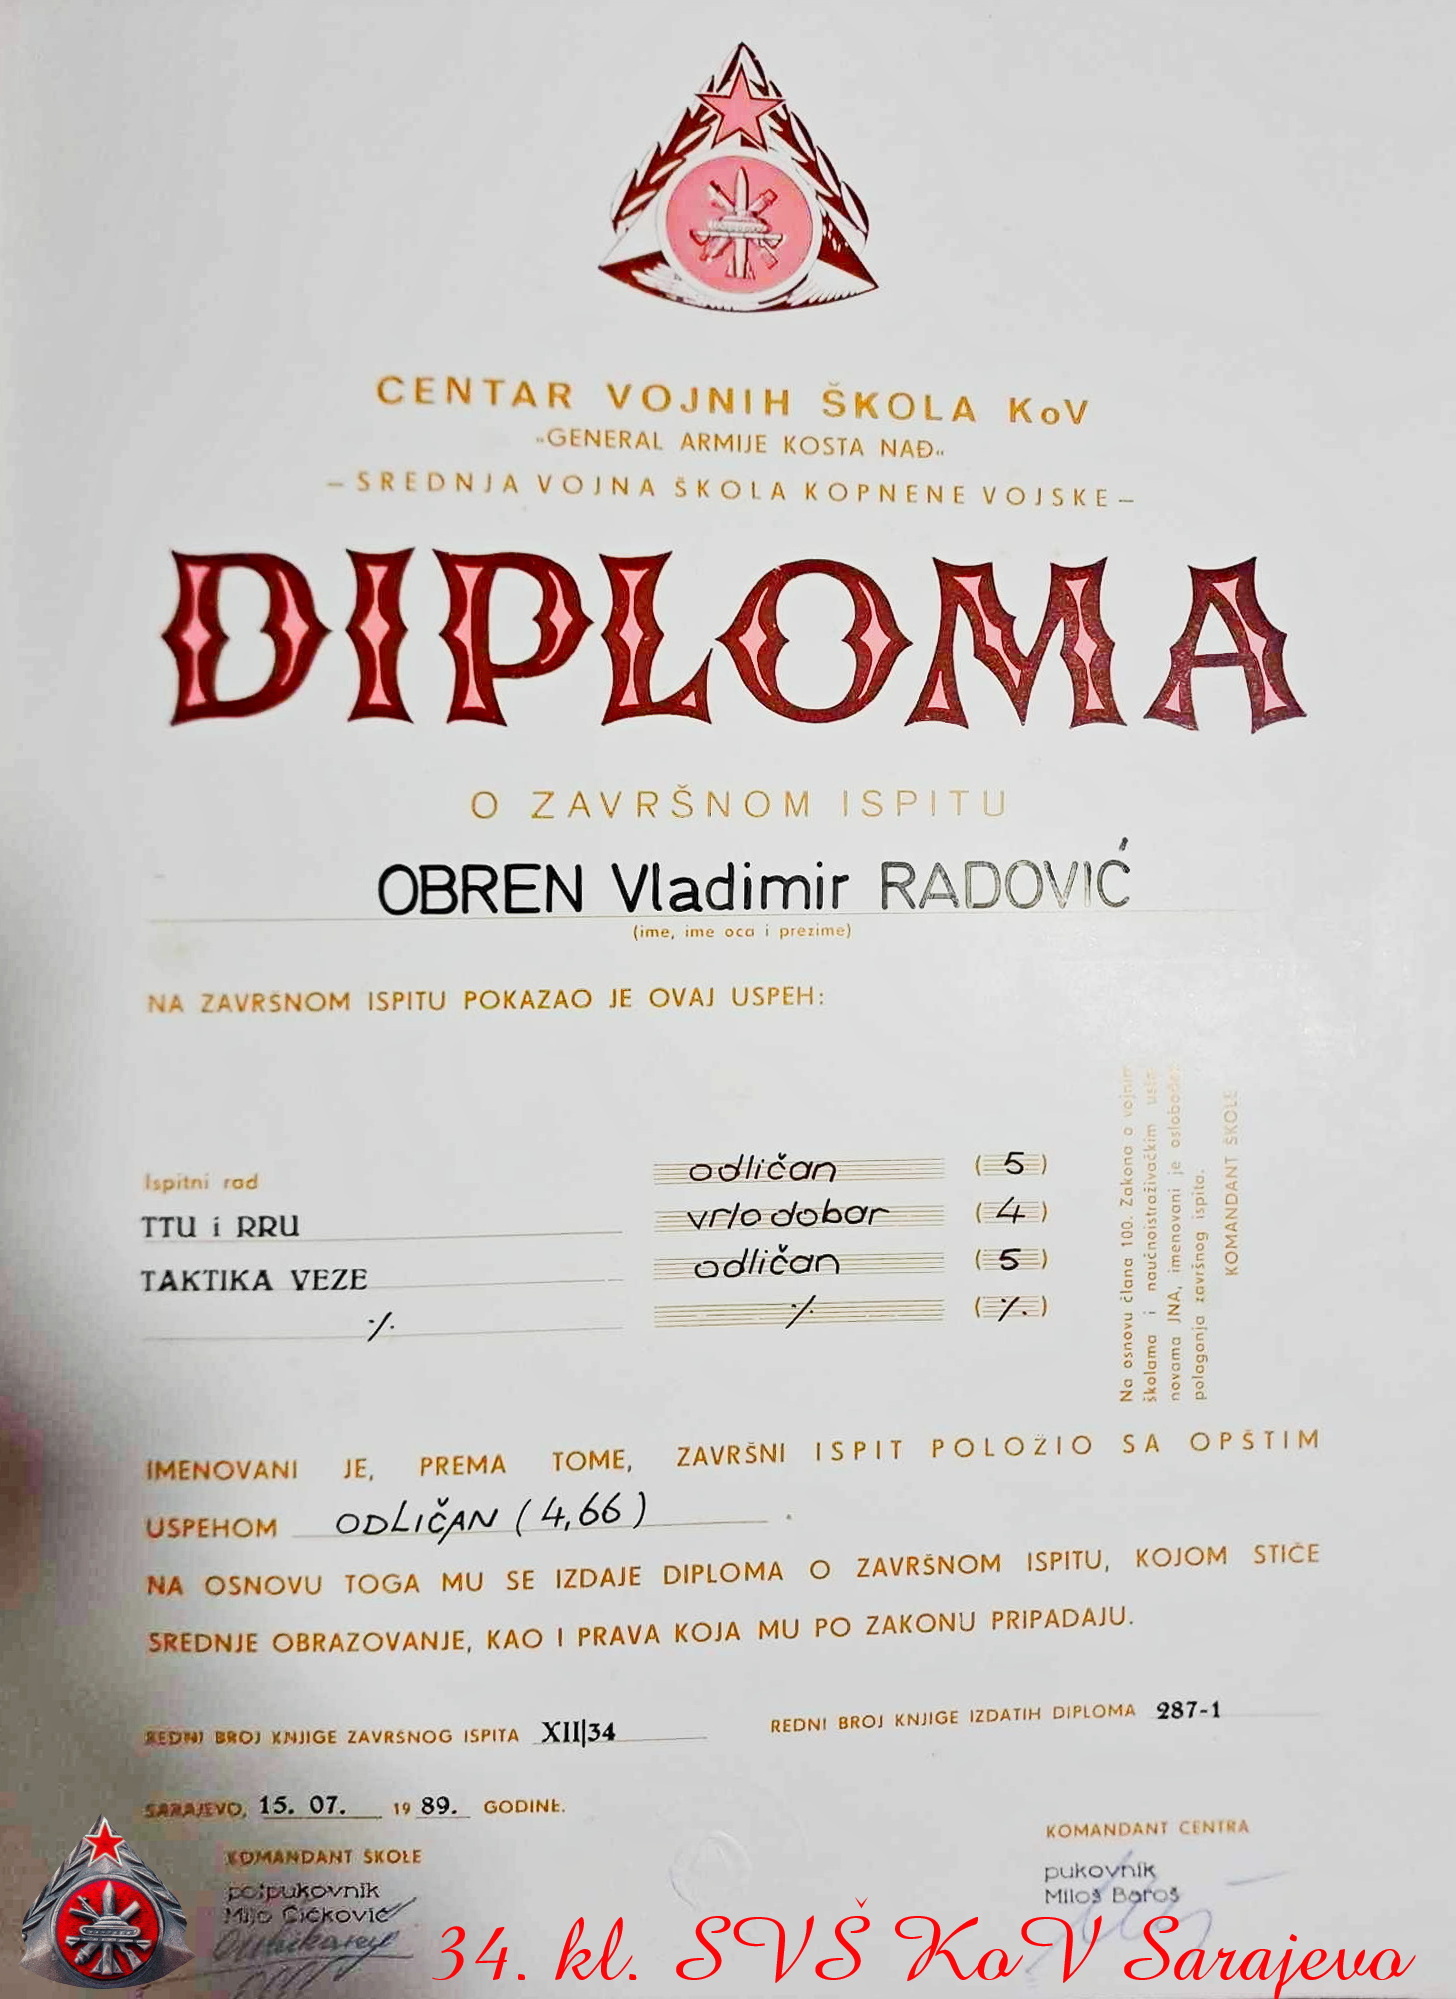 CENTAR VOJNIH ŠKOLA KoV
„GENERAL ARMIJE KOSTA NAĐ“
— SREDNJA VOJNA ŠKOLA KOPNENE VOJSKE —
DIPLOMA
O ZAVRŠNOM ISPITU
OBREN Vladimir RADOVIĆ
(ime, ime oca i prezime)
NA ZAVRŠNOM ISPITU POKAZAO JE OVAJ USPEH:
Ispitni rad odličan (5)
TTU i RRU vrlo dobar (4)
TAKTIKA VEZE odličan (5)
·/. ·/. (·/.)
Na osnovu člana 100. Zakona o vojnim
školama i naučnoistraživačkim
novama JNA, imenovani je oslobođen
polaganja završnog ispita.
KOMANDANT ŠKOLE
IMENOVANI JE, PREMA TOME, ZAVRŠNI ISPIT POLOŽIO SA OPŠTIM
USPEHOM ODLIČAN (4,66).
NA OSNOVU TOGA MU SE IZDAJE DIPLOMA O ZAVRŠNOM ISPITU, KOJOM STIČE
SREDNJE OBRAZOVANJE, KAO I PRAVA KOJA MU PO ZAKONU PRIPADAJU.
REDNI BROJ KNJIGE ZAVRŠNOG ISPITA XII|34 REDNI BROJ KNJIGE IZDATIH DIPLOMA 287-1
SARAJEVO, 15. 07. 1989. GODINE.
KOMANDANT ŠKOLE
potpukovnik
Mijo Čičković
KOMANDANT CENTRA
pukovnik
Miloš Baroš
34. kl. SVŠ KoV Sarajevo